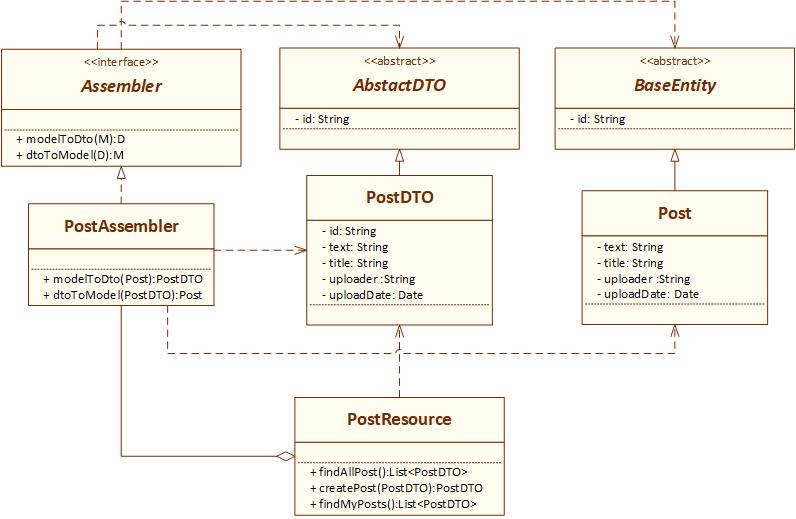 <<interface>>
Assembler
+ modelToDto(M):D
+ dtoToModel(D):M
<<abstract>>
AbstactDTO
- id: String
<<abstract>>
BaseEntity
- id: String
PostAssembler
+ modelToDto(Post):PostDTO
+ dtoToModel(PostDTO):Post
PostDTO
- id: String
- text: String
- title: String
- uploader :String
- uploadDate: Date
Post
- text: String
- title: String
- uploader :String
- uploadDate: Date
PostResource
+ findAllPost():List<PostDTO>
+ createPost(PostDTO):PostDTO
+ findMyPosts():List<PostDTO>